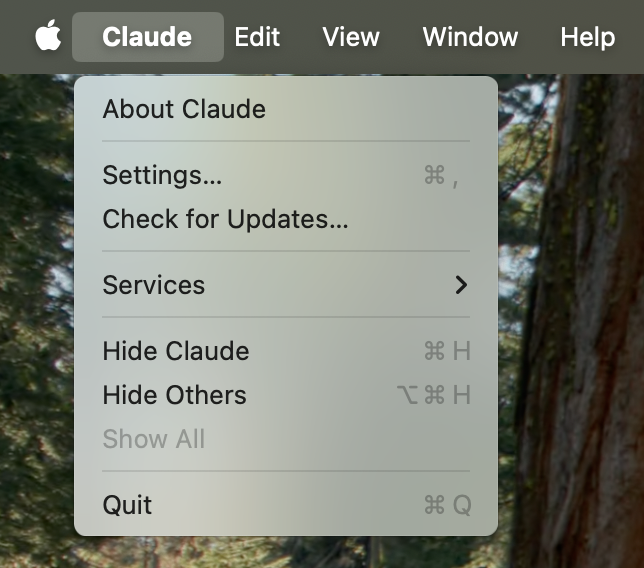 Claude Edit View Window Help
About Claude
Settings... ⌘ ,
Check for Updates...
Services
Hide Claude ⌘ H
Hide Others ⌥ ⌘ H
Show All
Quit ⌘ Q